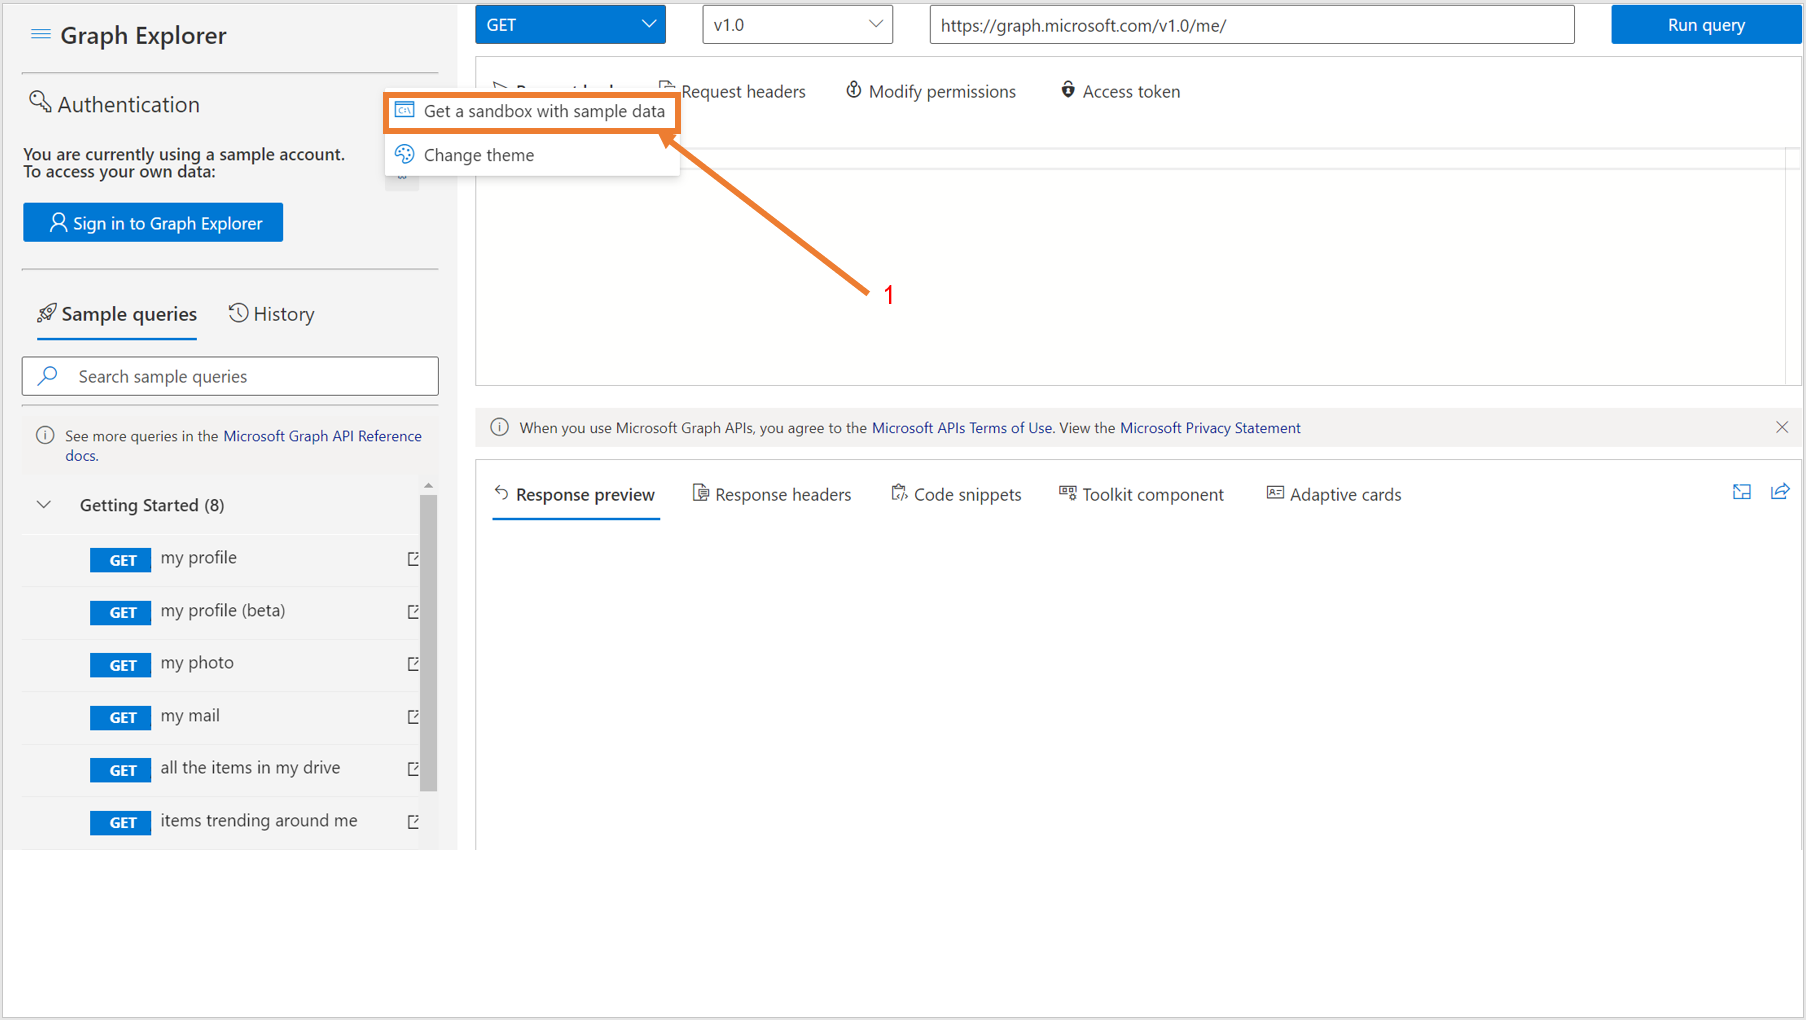 Graph Explorer
GET
v1.0
https://graph.microsoft.com/v1.0/me/
Run query
Authentication
You are currently using a sample account.
To access your own data:
Sign in to Graph Explorer
Get a sandbox with sample data
Change theme
Request headers
Modify permissions
Access token
1
Sample queries
History
Search sample queries
See more queries in the Microsoft Graph API Reference
docs.
Getting Started (8)
GET my profile
GET my profile (beta)
GET my photo
GET my mail
GET all the items in my drive
GET items trending around me
When you use Microsoft Graph APIs, you agree to the Microsoft APIs Terms of Use. View the Microsoft Privacy Statement
Response preview
Response headers
Code snippets
Toolkit component
Adaptive cards